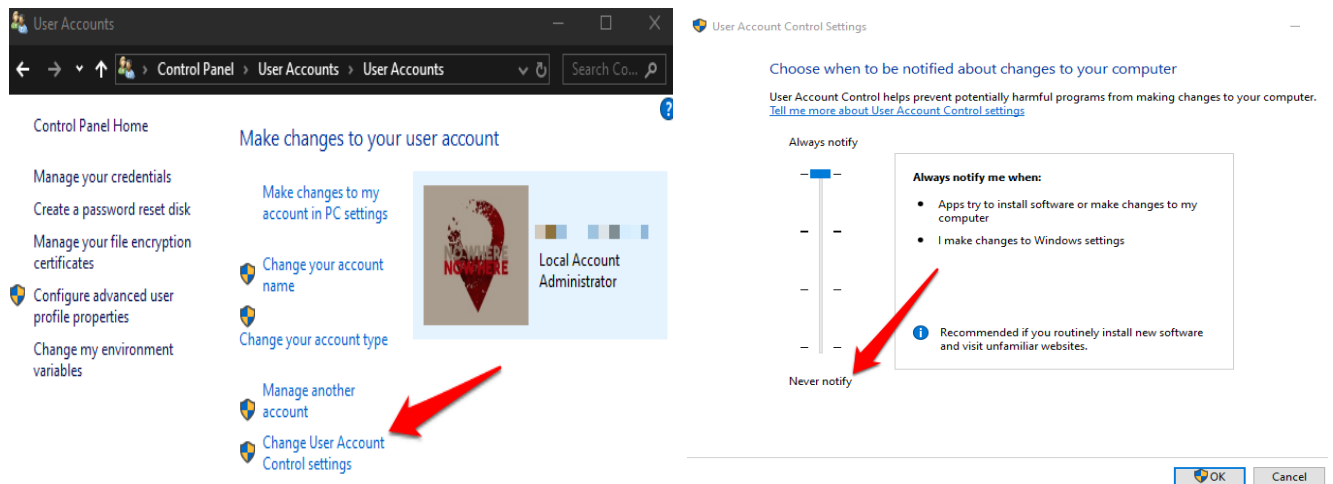 User Accounts
Control Panel › User Accounts › User Accounts
Search Co...
Control Panel Home
Manage your credentials
Create a password reset disk
Manage your file encryption
certificates
Configure advanced user
profile properties
Change my environment
variables
Make changes to your user account
Make changes to my
account in PC settings
Change your account
name
Change your account type
Manage another
account
Change User Account
Control settings
NO WHERE
NOWHERE
Local Account
Administrator
User Account Control Settings
Choose when to be notified about changes to your computer
User Account Control helps prevent potentially harmful programs from making changes to your computer.
Tell me more about User Account Control settings
Always notify
Never notify
Always notify me when:
• Apps try to install software or make changes to my
computer
• I make changes to Windows settings
Recommended if you routinely install new software
and visit unfamiliar websites.
OK
Cancel